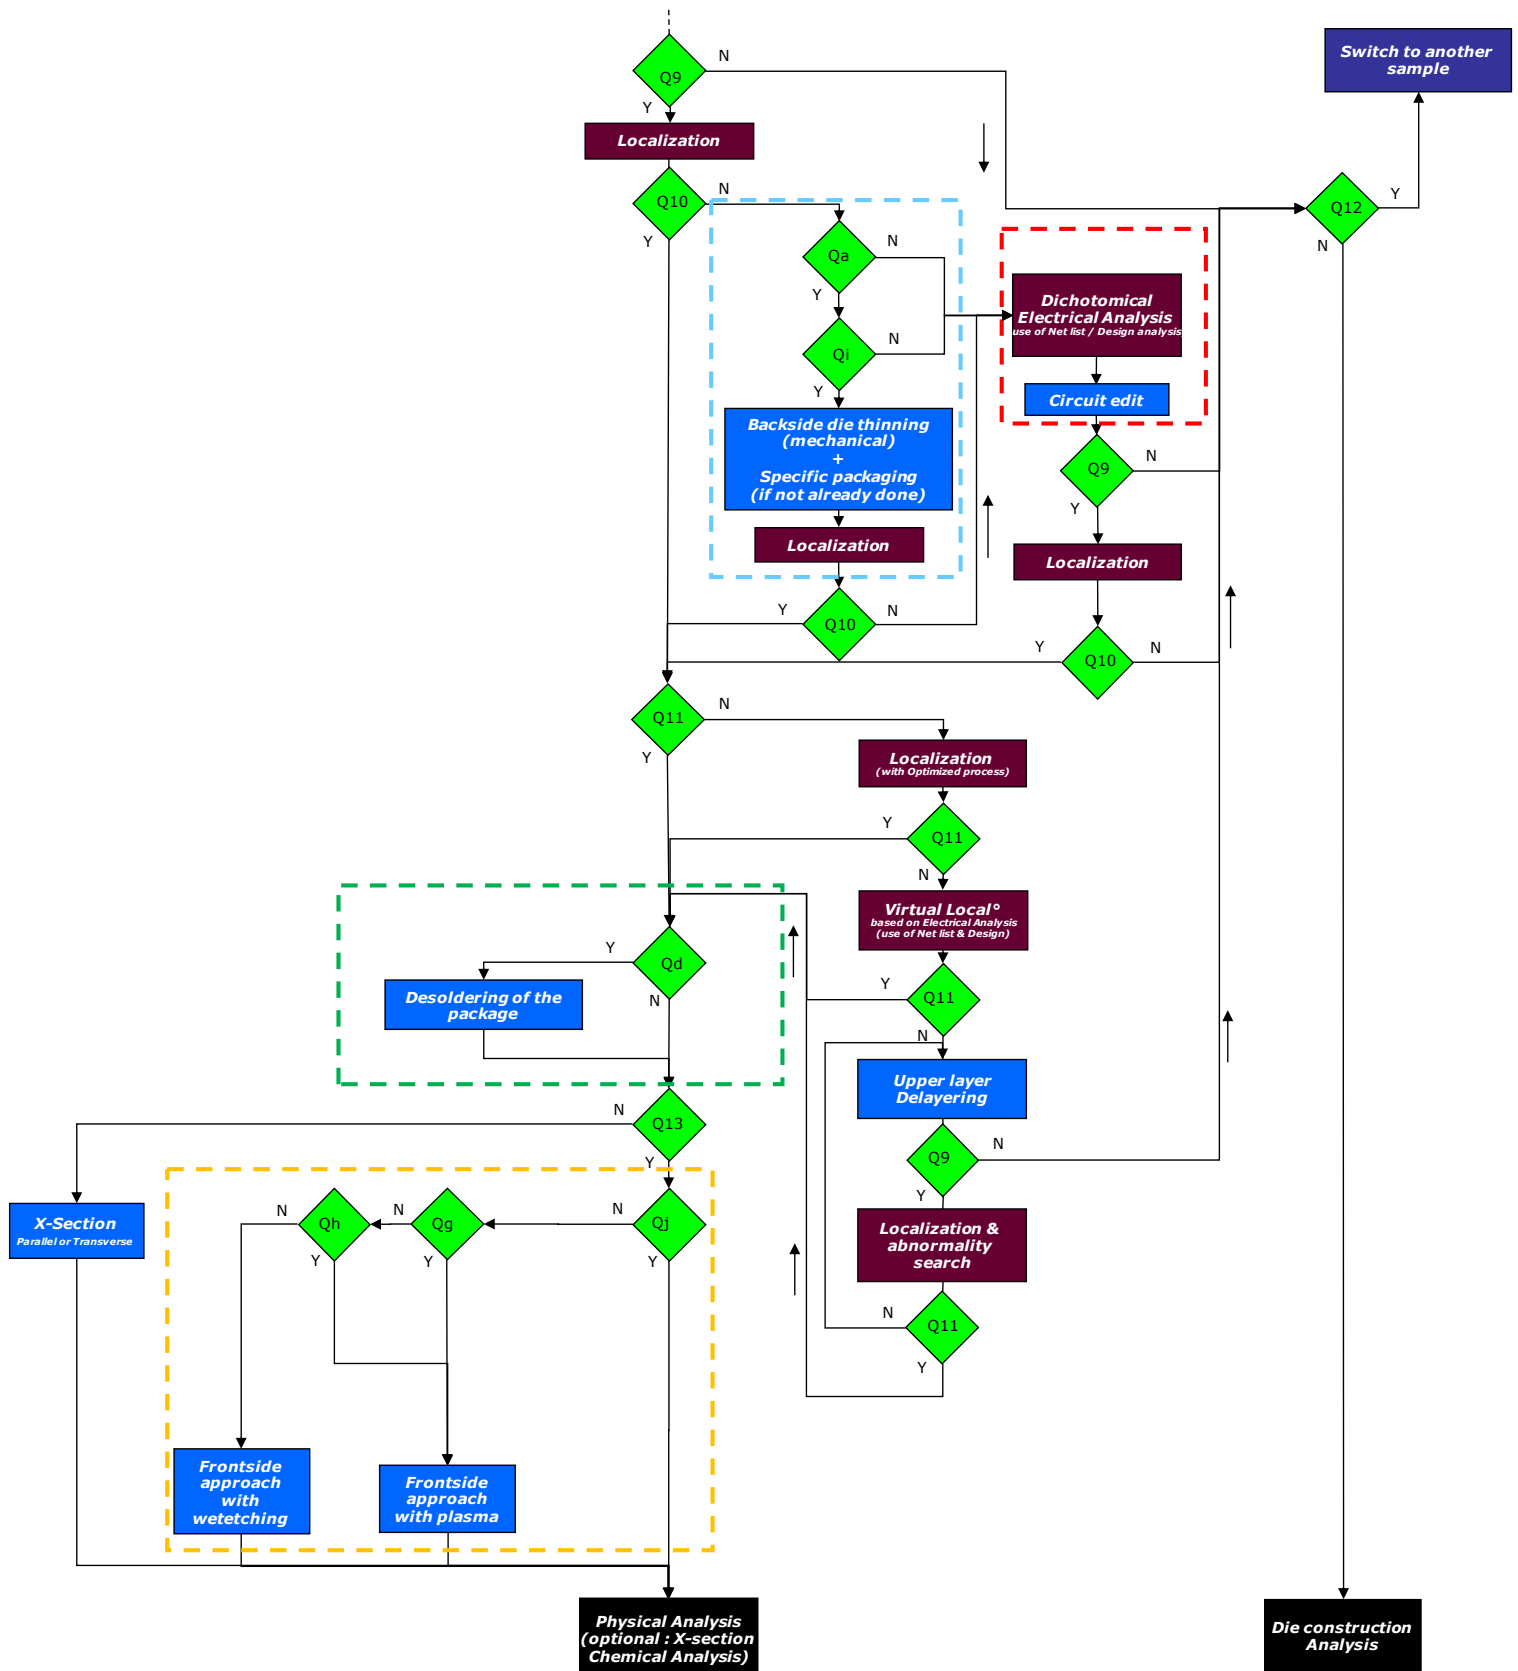 N
Q9
Y
Switch to another
sample
Localization
N
Q10
Y
Y
Q12
N
N
Qa
Y
N
Qi
Y
Dichotomical
Electrical Analysis
use of Net list / Design analysis
Circuit edit
Backside die thinning
(mechanical)
+
Specific packaging
(if not already done)
Localization
N
Q9
Y
Localization
Y
Q10
N
Y
Q10
N
N
Q11
Y
Localization
(with Optimized process)
Y
Q11
N
Virtual Local°
based on Electrical Analysis
(use of Net list & Design)
Y
Q11
N
Y
Qd
N
Desoldering of the
package
Upper layer
Delayering
N
Q9
Y
Localization &
abnormality
search
N
Q11
Y
N
Q13
Y
X-Section
Parallel or Transverse
N
Qh
Y
N
Qg
Y
N
Qj
Y
Frontside
approach
with
wetetching
Frontside
approach
with plasma
Physical Analysis
(optional : X-section
Chemical Analysis)
Die construction
Analysis